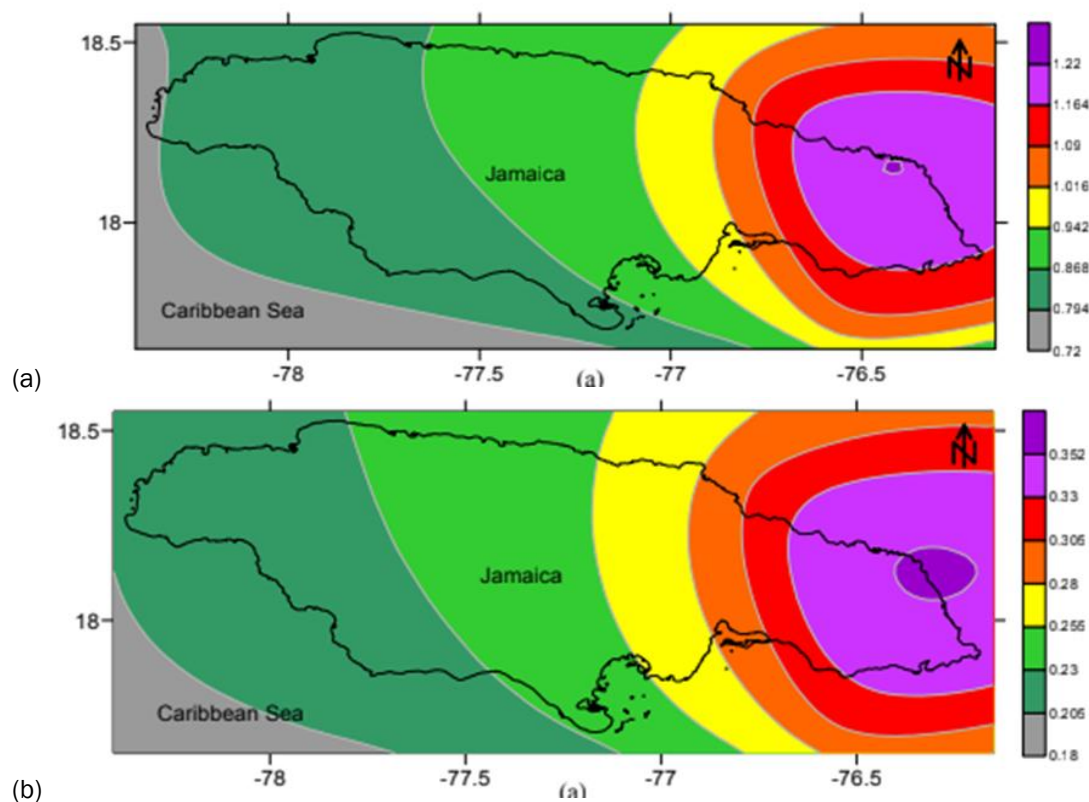 18.5
18
Jamaica
Caribbean Sea
N
1.22
1.164
1.09
1.016
0.942
0.868
0.794
0.72
-78
-77.5
-77
-76.5
(a)
(a)
18.5
18
Jamaica
Caribbean Sea
N
0.352
0.33
0.305
0.28
0.255
0.23
0.205
0.18
-78
-77.5
-77
-76.5
(b)
(a)